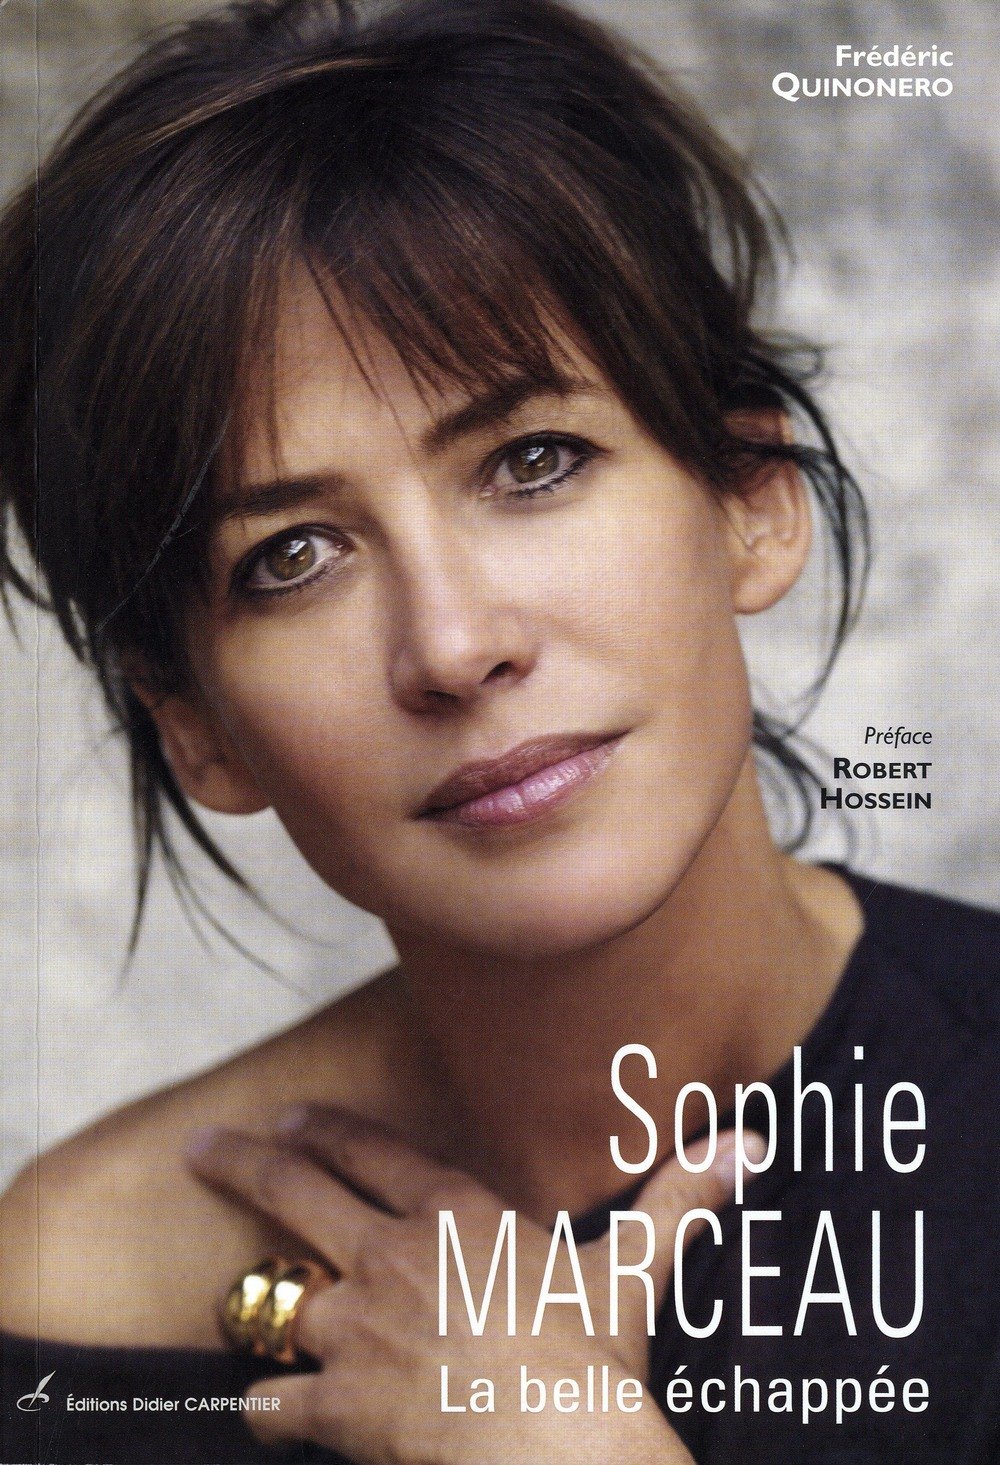 Frédéric
QUINONERO
Préface
ROBERT
HOSSEIN
Sophie
MARCEAU
La belle échappée
Éditions Didier CARPENTIER